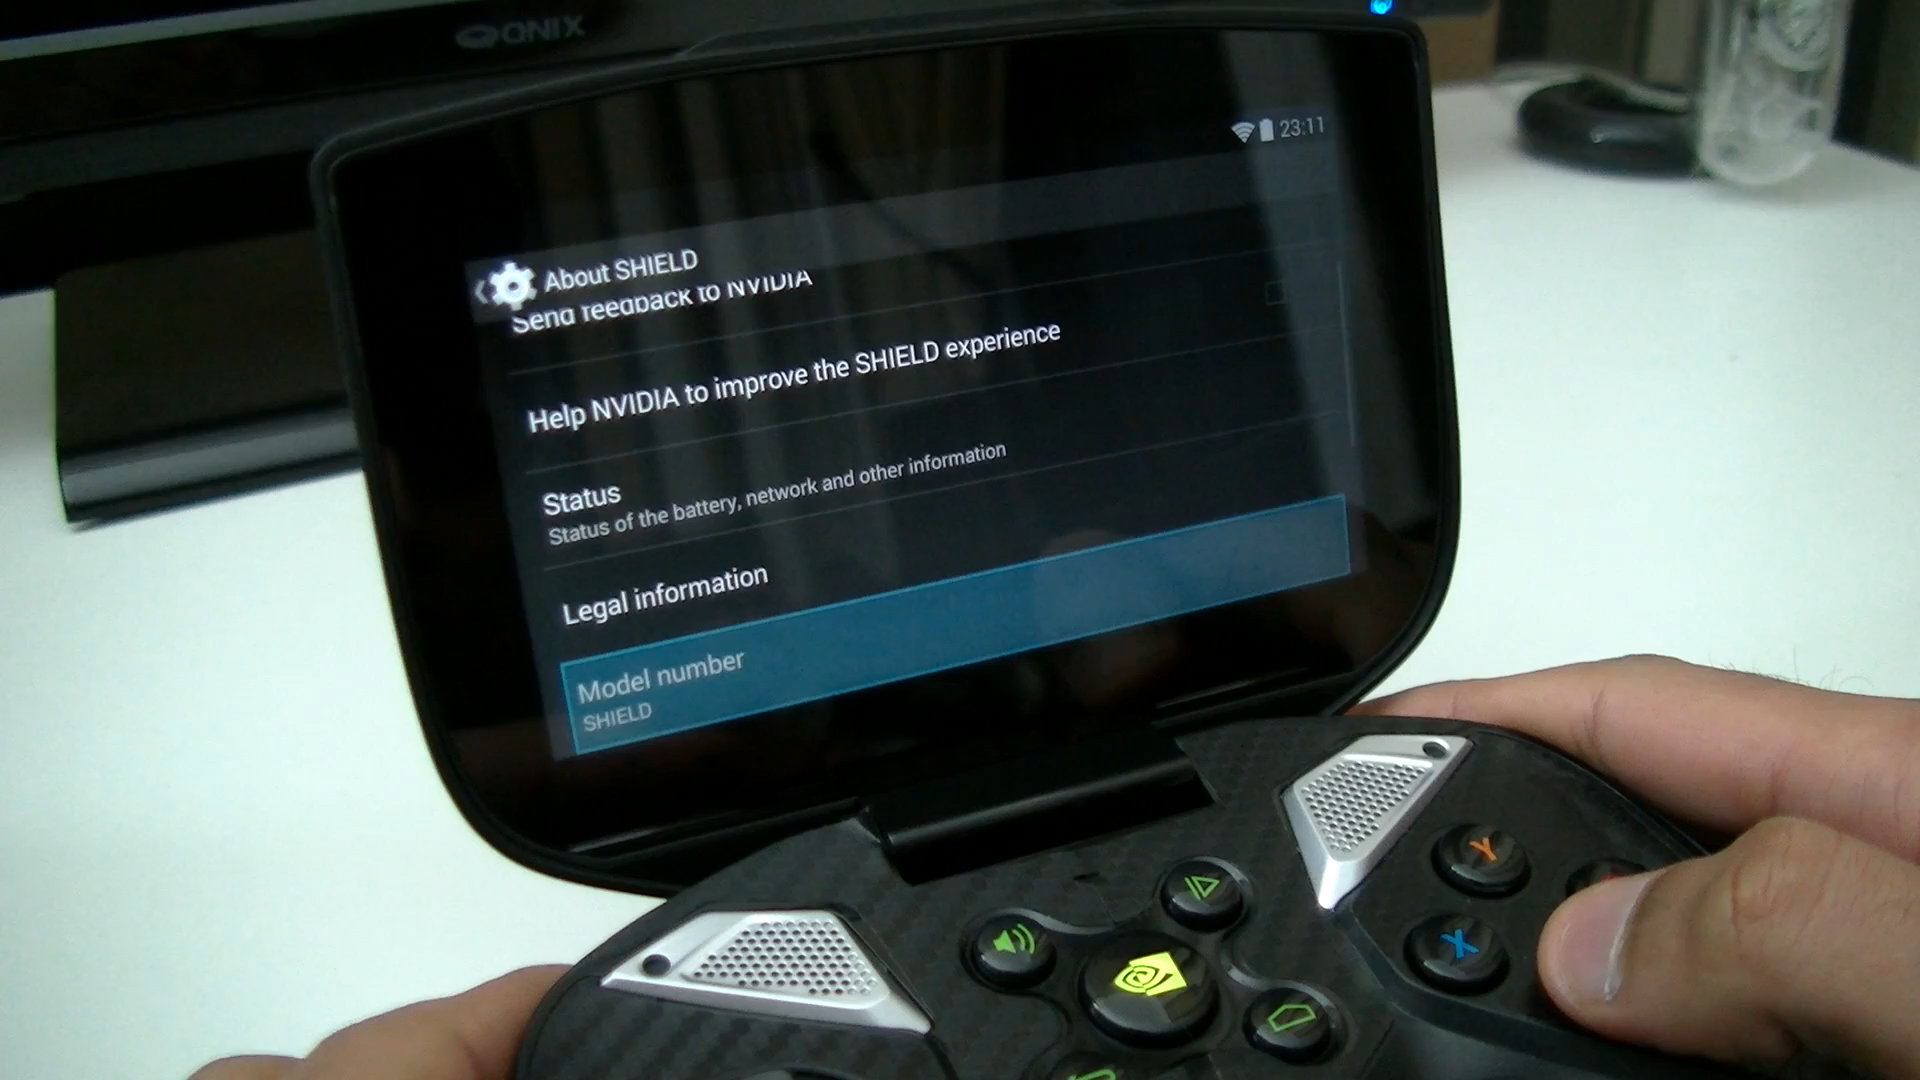 QNIX
23:11
About SHIELD
Send feedback to NVIDIA
Help NVIDIA to improve the SHIELD experience
Status
Status of the battery, network and other information
Legal information
Model number
SHIELD
Y
X